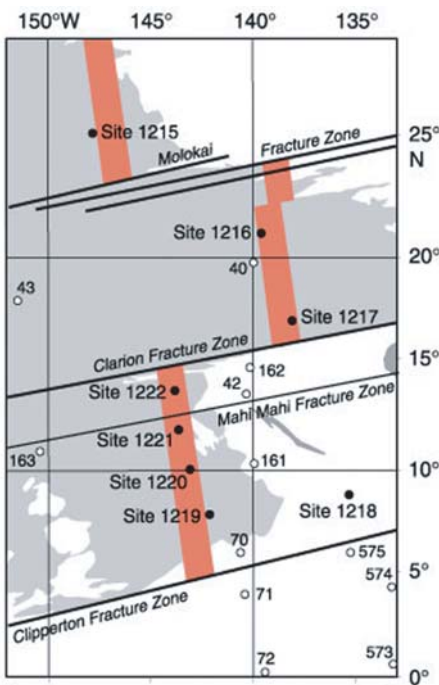 150°W
145°
140°
135°
25°
N
Site 1215
Molokai
Fracture Zone
Site 1216
20°
40
43
Site 1217
Clarion Fracture Zone
15°
162
Site 1222
42
Mahi Mahi Fracture Zone
Site 1221
163
161
10°
Site 1220
Site 1218
Site 1219
70
575
574
5°
71
Clipperton Fracture Zone
573
72
0°